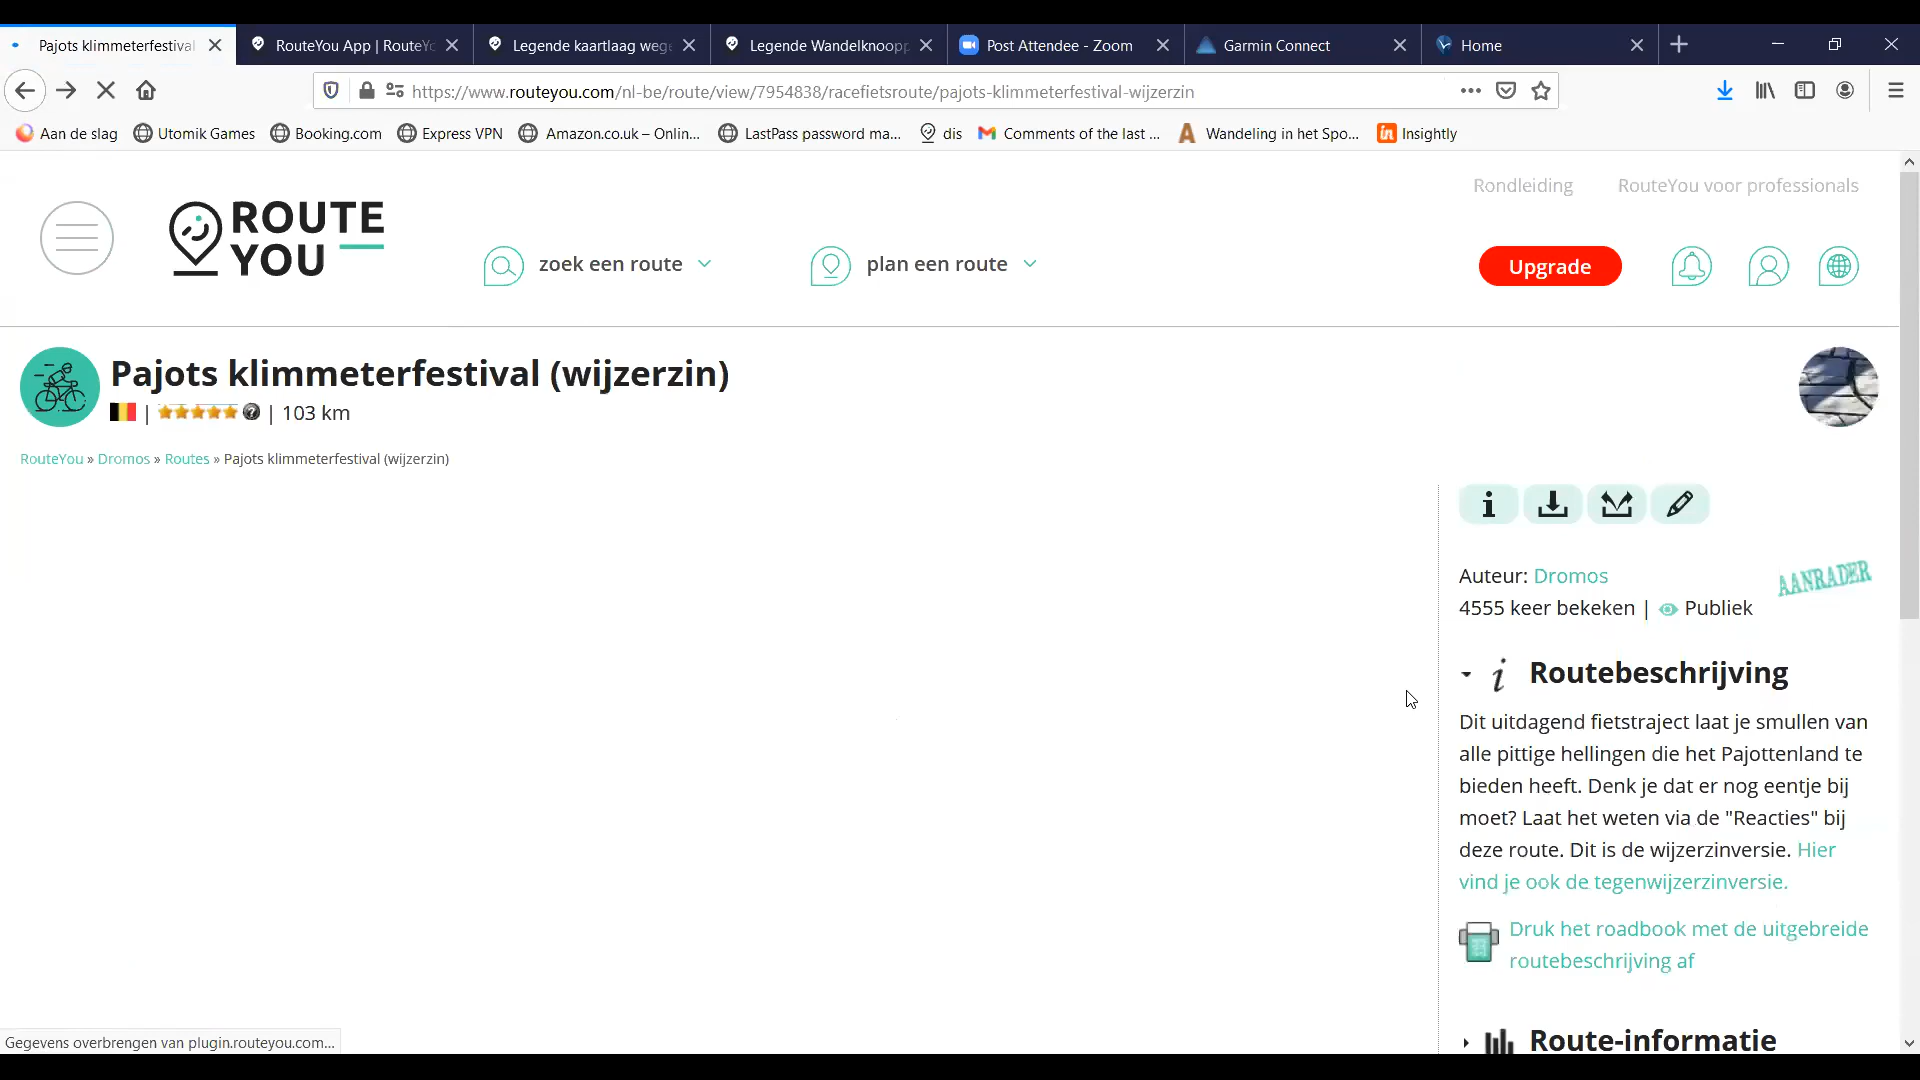 Pajots klimmeterfestival
RouteYou App | RouteYo
Legende kaartlaag weg
Legende Wandelknoopp
Post Attendee - Zoom
Garmin Connect
Home
https://www.routeyou.com/nl-be/route/view/7954838/racefietsroute/pajots-klimmeterfestival-wijzerzin
Aan de slag
Utomik Games
Booking.com
Express VPN
Amazon.co.uk – Onlin...
LastPass password ma...
dis
Comments of the last ...
Wandeling in het Spo...
Insightly
Rondleiding
RouteYou voor professionals
ROUTE
YOU
zoek een route
plan een route
Upgrade
Pajots klimmeterfestival (wijzerzin)
| | 103 km
RouteYou » Dromos » Routes » Pajots klimmeterfestival (wijzerzin)
Auteur: Dromos
AANRADER
4555 keer bekeken | Publiek
Routebeschrijving
Dit uitdagend fietstraject laat je smullen van
alle pittige hellingen die het Pajottenland te
bieden heeft. Denk je dat er nog eentje bij
moet? Laat het weten via de "Reacties" bij
deze route. Dit is de wijzerzinversie. Hier
vind je ook de tegenwijzerzinversie.
Druk het roadbook met de uitgebreide
routebeschrijving af
Route-informatie
Gegevens overbrengen van plugin.routeyou.com...